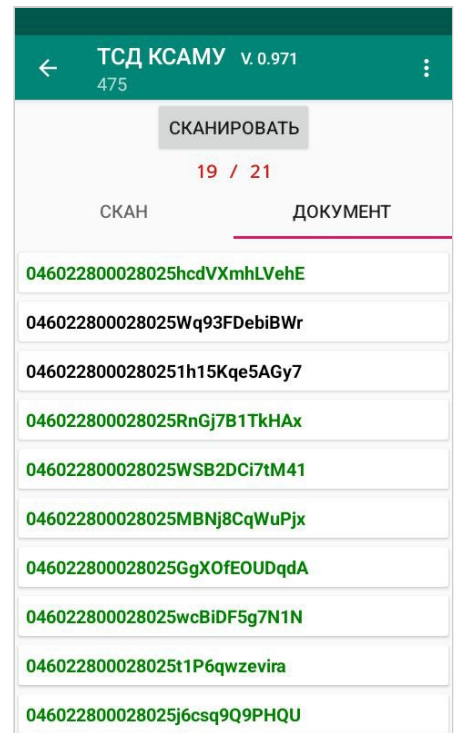 ТСД КСАМУ V. 0.971
475
СКАНИРОВАТЬ
19 / 21
СКАН ДОКУМЕНТ
046022800028025hcdVXmhLVehE
046022800028025Wq93FDebiBWr
0460228000280251h15Kqe5AGy7
046022800028025RnGj7B1TkHAx
046022800028025WSB2DCi7tM41
046022800028025MBNj8CqWuPjx
046022800028025GgXOfEOUDqdA
046022800028025wcBiDF5g7N1N
046022800028025t1P6qwzevira
046022800028025j6csq9Q9PHQU